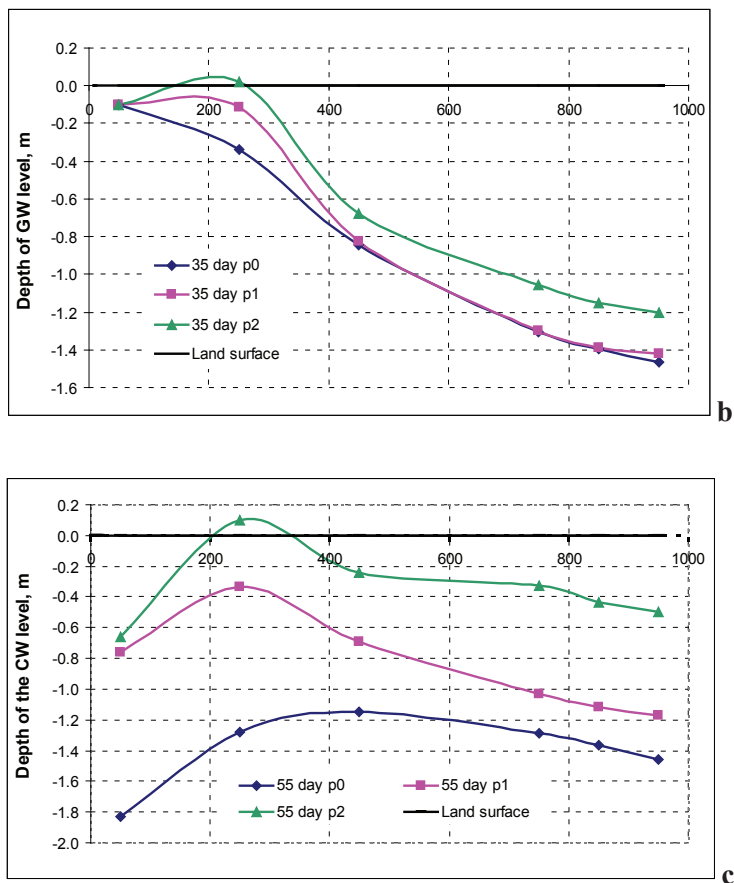 0.2
0.0
0 200 400 600 800 1000
-0.2
-0.4
-0.6
-0.8
-1.0
-1.2
-1.4
-1.6
Depth of GW level, m
35 day p0
35 day p1
35 day p2
Land surface
b
0.2
0.0
0 200 400 600 800 1000
-0.2
-0.4
-0.6
-0.8
-1.0
-1.2
-1.4
-1.6
-1.8
-2.0
Depth of the CW level, m
55 day p0 55 day p1
55 day p2 Land surface
c